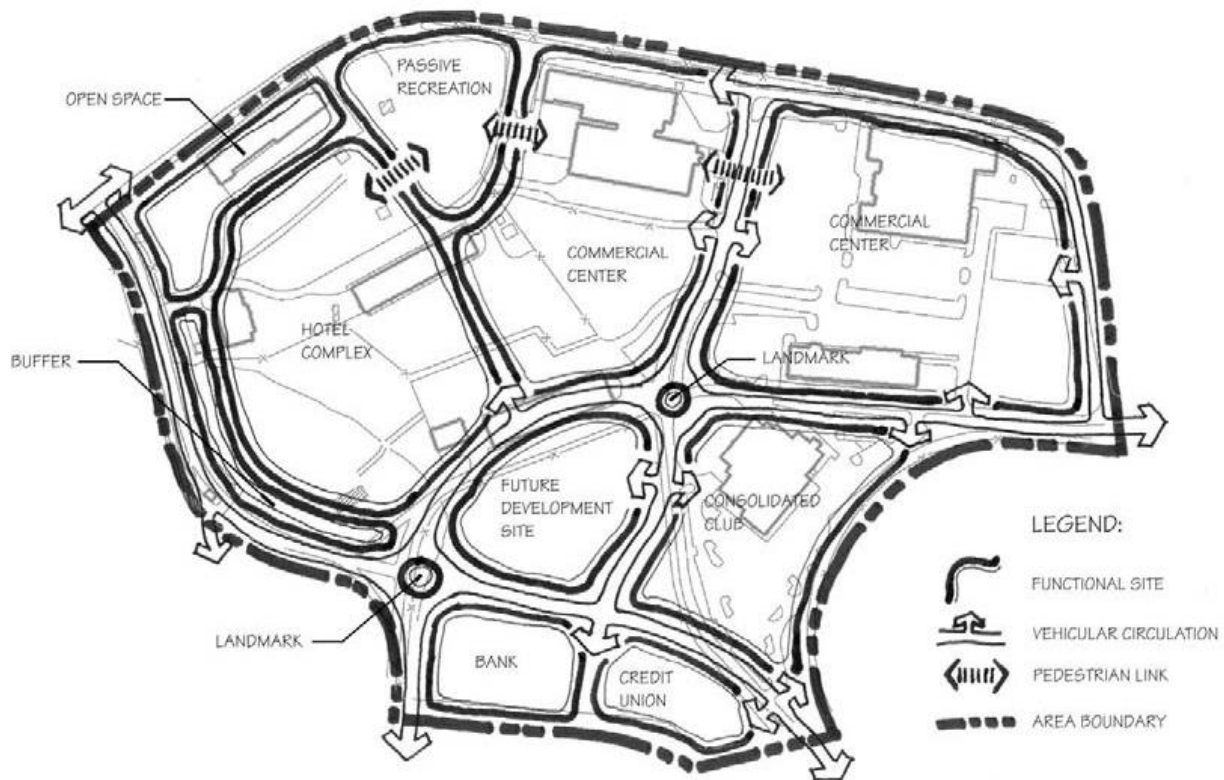 PASSIVE
RECREATION
OPEN SPACE
COMMERCIAL
CENTER
COMMERCIAL
CENTER
HOTEL
COMPLEX
BUFFER
LANDMARK
FUTURE
DEVELOPMENT
SITE
CONSOLIDATED
CLUB
LANDMARK
BANK
CREDIT
UNION
LEGEND:
FUNCTIONAL SITE
VEHICULAR CIRCULATION
PEDESTRIAN LINK
AREA BOUNDARY